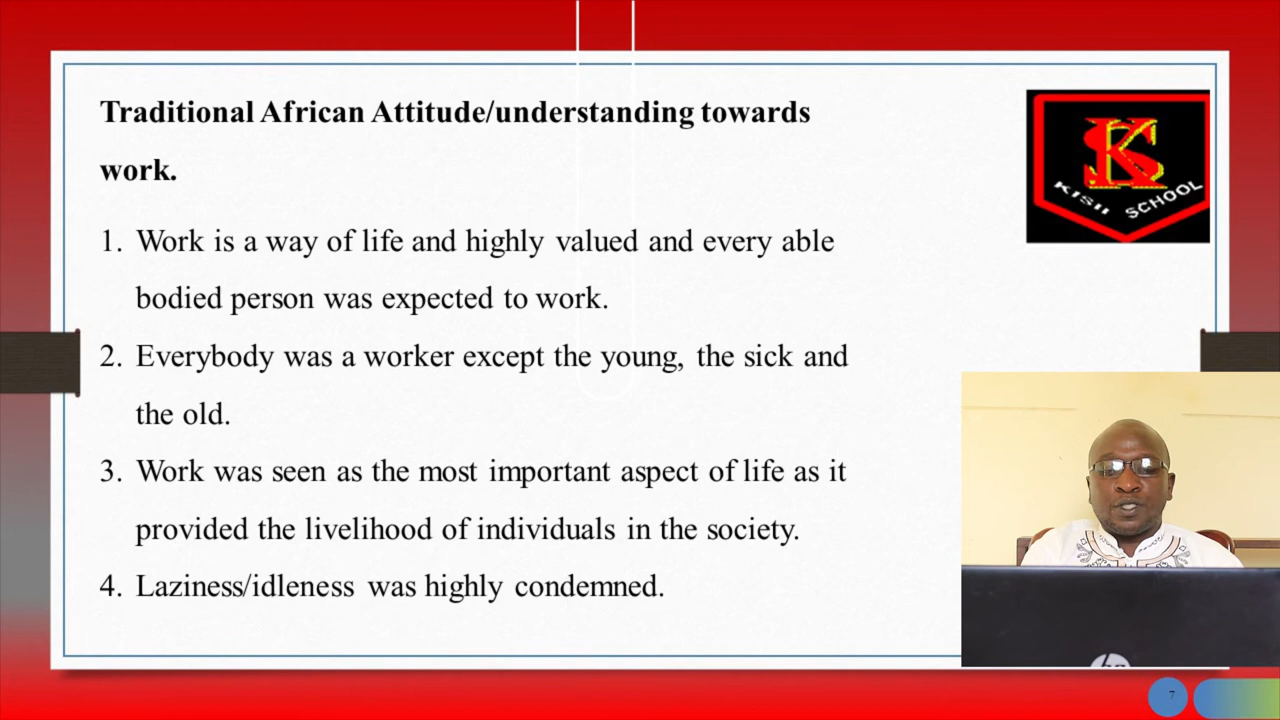 Traditional African Attitude/understanding towards
work.
1. Work is a way of life and highly valued and every able
bodied person was expected to work.
2. Everybody was a worker except the young, the sick and
the old.
3. Work was seen as the most important aspect of life as it
provided the livelihood of individuals in the society.
4. Laziness/idleness was highly condemned.
KS
KISII SCHOOL
hp
7